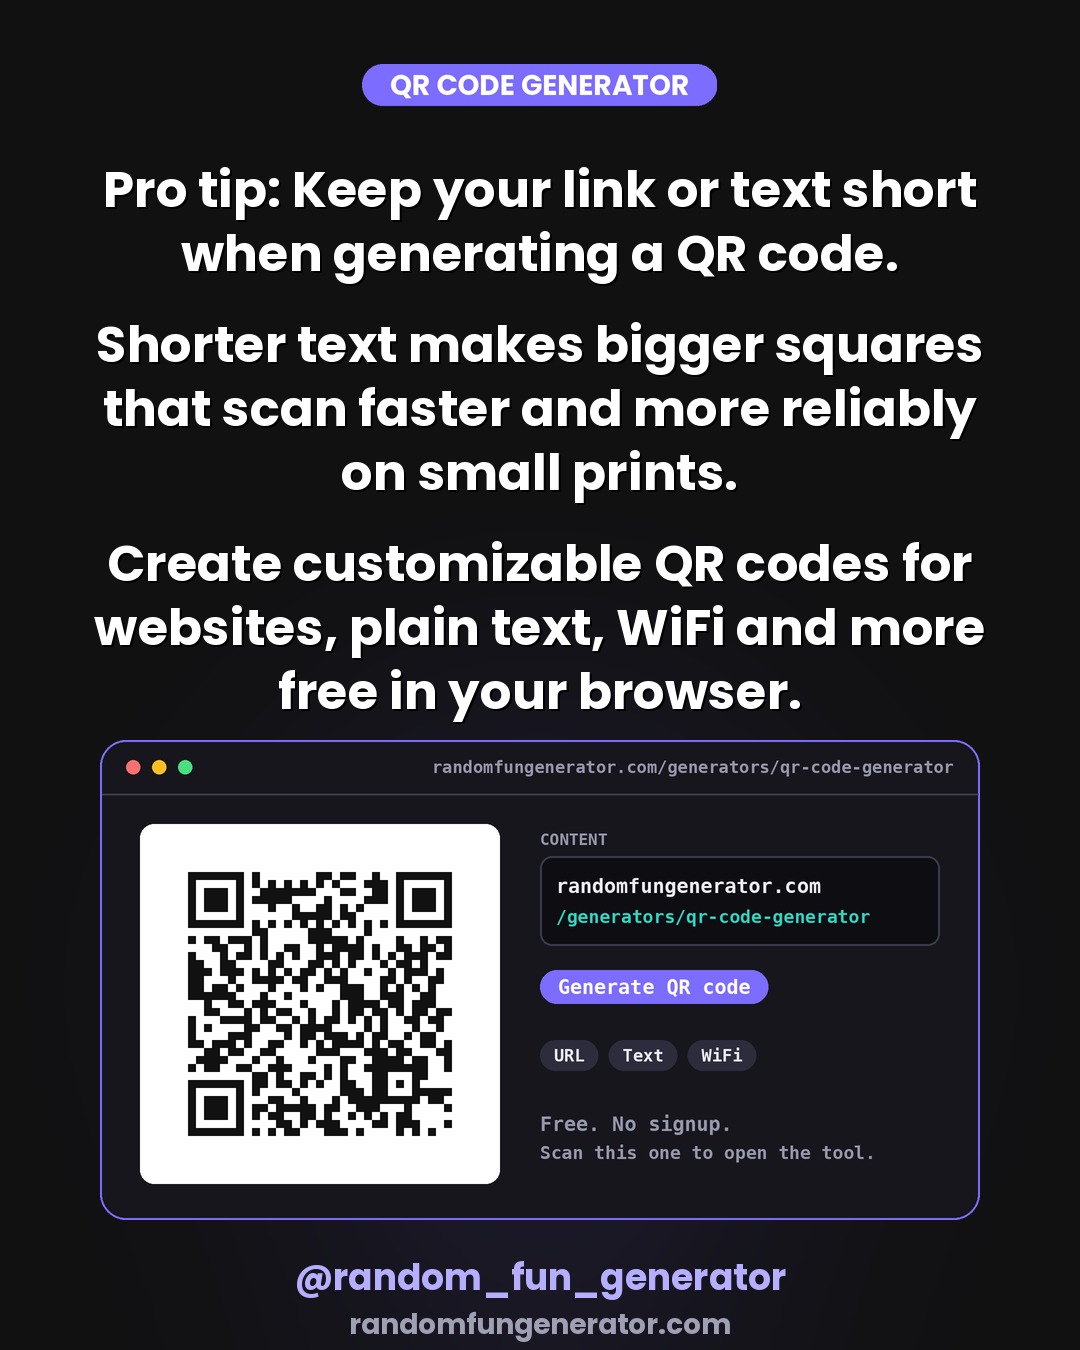 QR CODE GENERATOR
Pro tip: Keep your link or text short
when generating a QR code.
Shorter text makes bigger squares
that scan faster and more reliably
on small prints.
Create customizable QR codes for
websites, plain text, WiFi and more
free in your browser.
randomfungenerator.com/generators/qr-code-generator
CONTENT
randomfungenerator.com
/generators/qr-code-generator
Generate QR code
URL Text WiFi
Free. No signup.
Scan this one to open the tool.
@random_fun_generator
randomfungenerator.com